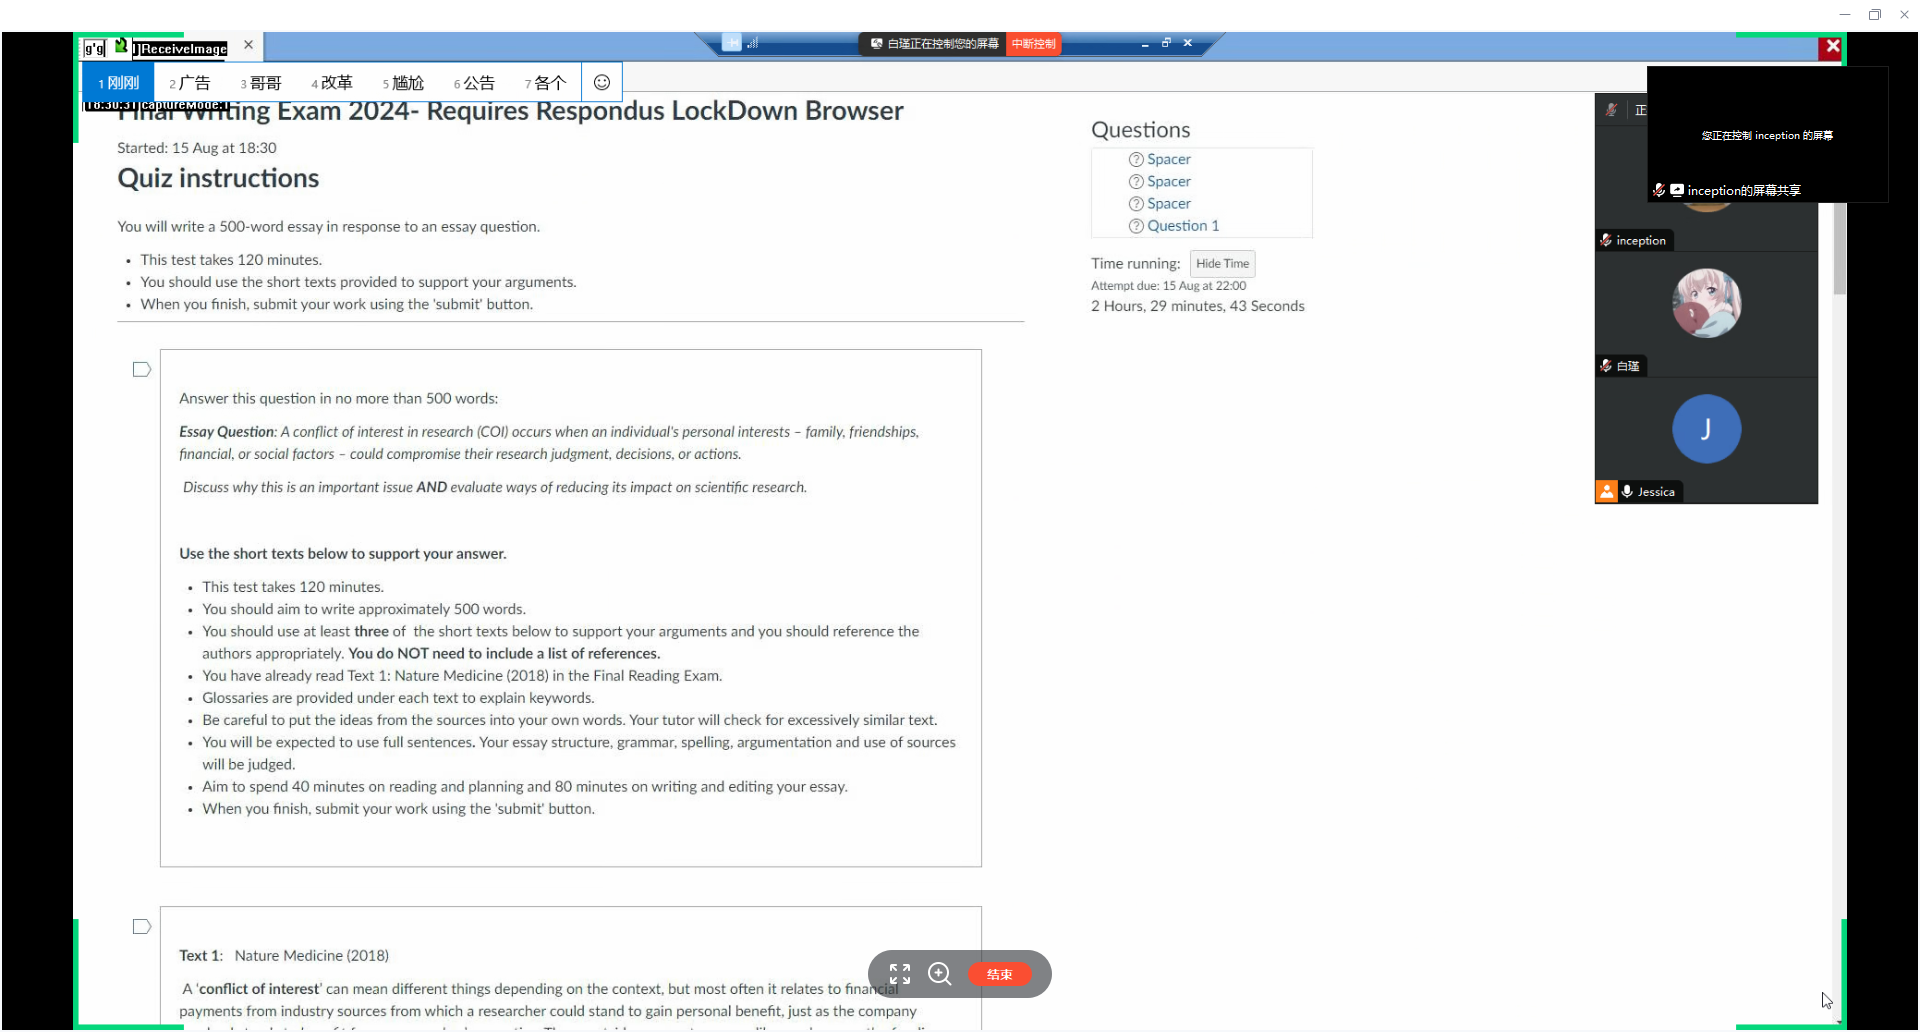 g'g
]ReceiveImage
白瑾正在控制您的屏幕 中断控制
1 刚刚 2 广告 3 哥哥 4 改革 5 尴尬 6 公告 7 各个
[18:30:31]captureMode:1
Final Writing Exam 2024- Requires Respondus LockDown Browser
Started: 15 Aug at 18:30
Quiz instructions
You will write a 500-word essay in response to an essay question.
• This test takes 120 minutes.
• You should use the short texts provided to support your arguments.
• When you finish, submit your work using the 'submit' button.
Answer this question in no more than 500 words:
Essay Question: A conflict of interest in research (COI) occurs when an individual's personal interests – family, friendships,
financial, or social factors – could compromise their research judgment, decisions, or actions.
Discuss why this is an important issue AND evaluate ways of reducing its impact on scientific research.
Use the short texts below to support your answer.
• This test takes 120 minutes.
• You should aim to write approximately 500 words.
• You should use at least three of the short texts below to support your arguments and you should reference the
authors appropriately. You do NOT need to include a list of references.
• You have already read Text 1: Nature Medicine (2018) in the Final Reading Exam.
• Glossaries are provided under each text to explain keywords.
• Be careful to put the ideas from the sources into your own words. Your tutor will check for excessively similar text.
• You will be expected to use full sentences. Your essay structure, grammar, spelling, argumentation and use of sources
will be judged.
• Aim to spend 40 minutes on reading and planning and 80 minutes on writing and editing your essay.
• When you finish, submit your work using the 'submit' button.
Text 1: Nature Medicine (2018)
A 'conflict of interest' can mean different things depending on the context, but most often it relates to financial
payments from industry sources from which a researcher could stand to gain personal benefit, just as the company
结束
Questions
Spacer
Spacer
Spacer
Question 1
Time running: Hide Time
Attempt due: 15 Aug at 22:00
2 Hours, 29 minutes, 43 Seconds
正
您正在控制 inception 的屏幕
inception的屏幕共享
inception
白瑾
J
Jessica